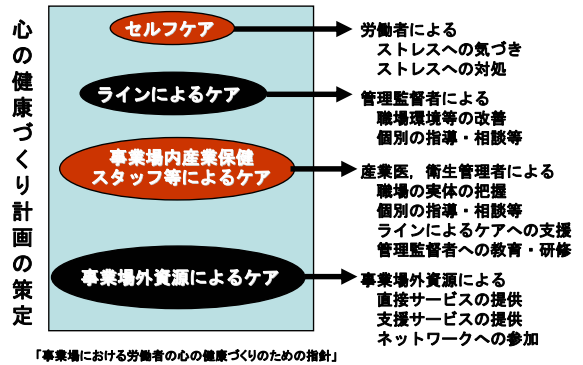 心の健康づくり計画の策定
セルフケア
労働者による
ストレスへの気づき
ストレスへの対処
ラインによるケア
管理監督者による
職場環境等の改善
個別の指導・相談等
事業場内産業保健
スタッフ等によるケア
産業医，衛生管理者による
職場の実体の把握
個別の指導・相談等
ラインによるケアへの支援
管理監督者への教育・研修
事業場外資源によるケア
事業場外資源による
直接サービスの提供
支援サービスの提供
ネットワークへの参加
「事業場における労働者の心の健康づくりのための指針」